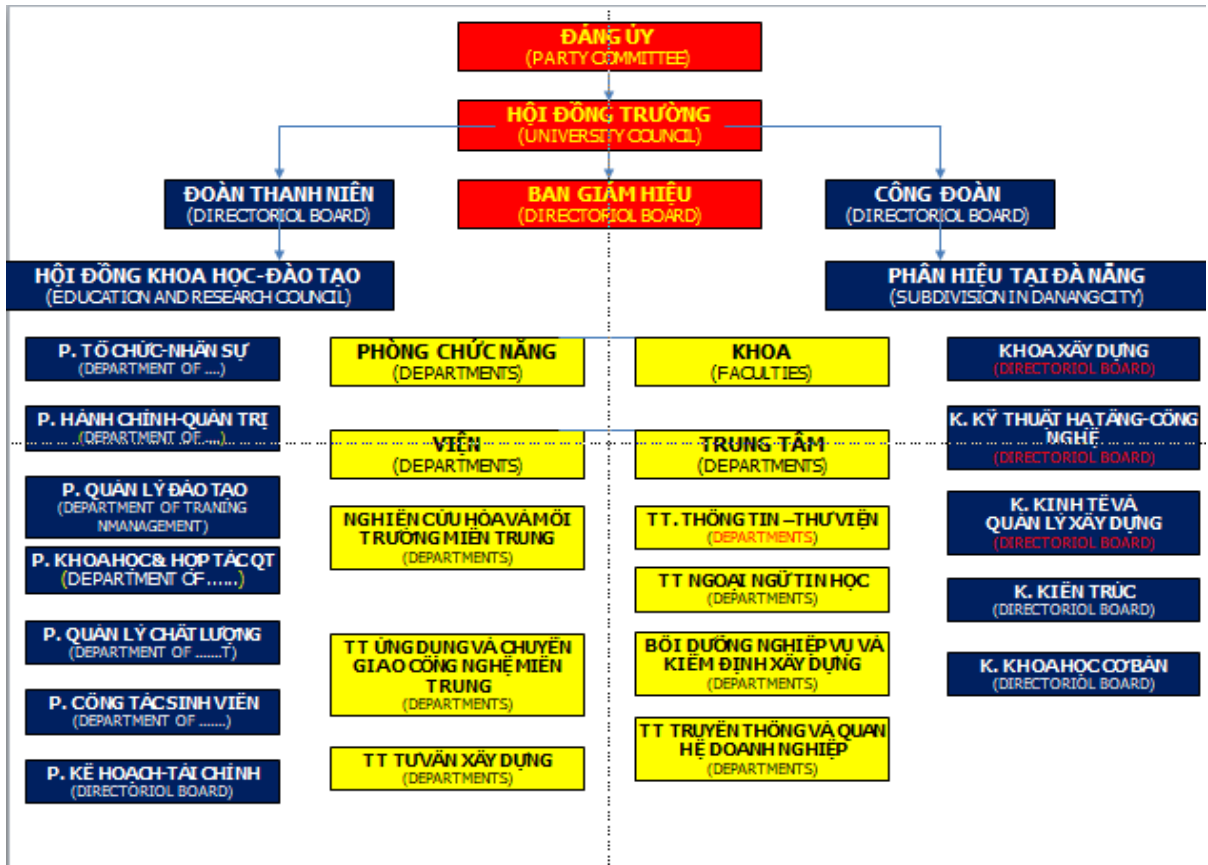 ĐẢNG ỦY
(PARTY COMMITTEE)
HỘI ĐỒNG TRƯỜNG
(UNIVERSITY COUNCIL)
ĐOÀN THANH NIÊN
(DIRECTORIOL BOARD)
BAN GIÁM HIỆU
(DIRECTORIOL BOARD)
CÔNG ĐOÀN
(DIRECTORIOL BOARD)
HỘI ĐỒNG KHOA HỌC-ĐÀO TẠO
(EDUCATION AND RESEARCH COUNCIL)
PHÂN HIỆU TẠI ĐÀ NẴNG
(SUBDIVISION IN DANANG CITY)
P. TỔ CHỨC-NHÂN SỰ
(DEPARTMENT OF ....)
P. HÀNH CHÍNH-QUẢN TRỊ
(DEPARTMENT OF ....)
P. QUẢN LÝ ĐÀO TẠO
(DEPARTMENT OF TRANING
NMANAGEMENT)
P. KHOA HỌC & HỢP TÁC QT
(DEPARTMENT OF ......)
P. QUẢN LÝ CHẤT LƯỢNG
(DEPARTMENT OF .......T)
P. CÔNG TÁC SINH VIÊN
(DEPARTMENT OF .......)
P. KẾ HOẠCH-TÀI CHÍNH
(DIRECTORIOL BOARD)
PHÒNG CHỨC NĂNG
(DEPARTMENTS)
VIỆN
(DEPARTMENTS)
NGHIÊN CỨU HÓA VÀ MÔI
TRƯỜNG MIỀN TRUNG
(DEPARTMENTS)
TT ỨNG DỤNG VÀ CHUYỂN
GIAO CÔNG NGHỆ MIỀN
TRUNG
(DEPARTMENTS)
TT TƯ VẤN XÂY DỰNG
(DEPARTMENTS)
KHOA
(FACULTIES)
TRUNG TÂM
(DEPARTMENTS)
TT. THÔNG TIN –THƯ VIỆN
(DEPARTMENTS)
TT NGOẠI NGỮ TIN HỌC
(DEPARTMENTS)
BỒI DƯỠNG NGHIỆP VỤ VÀ
KIỂM ĐỊNH XÂY DỰNG
(DEPARTMENTS)
TT TRUYỀN THÔNG VÀ QUAN
HỆ DOANH NGHIỆP
(DEPARTMENTS)
KHOA XÂY DỰNG
(DIRECTORIOL BOARD)
K. KỸ THUẬT HẠ TẦNG-CÔNG
NGHỆ
(DIRECTORIOL BOARD)
K. KINH TẾ VÀ
QUẢN LÝ XÂY DỰNG
(DIRECTORIOL BOARD)
K. KIẾN TRÚC
(DIRECTORIOL BOARD)
K. KHOA HỌC CƠ BẢN
(DIRECTORIOL BOARD)